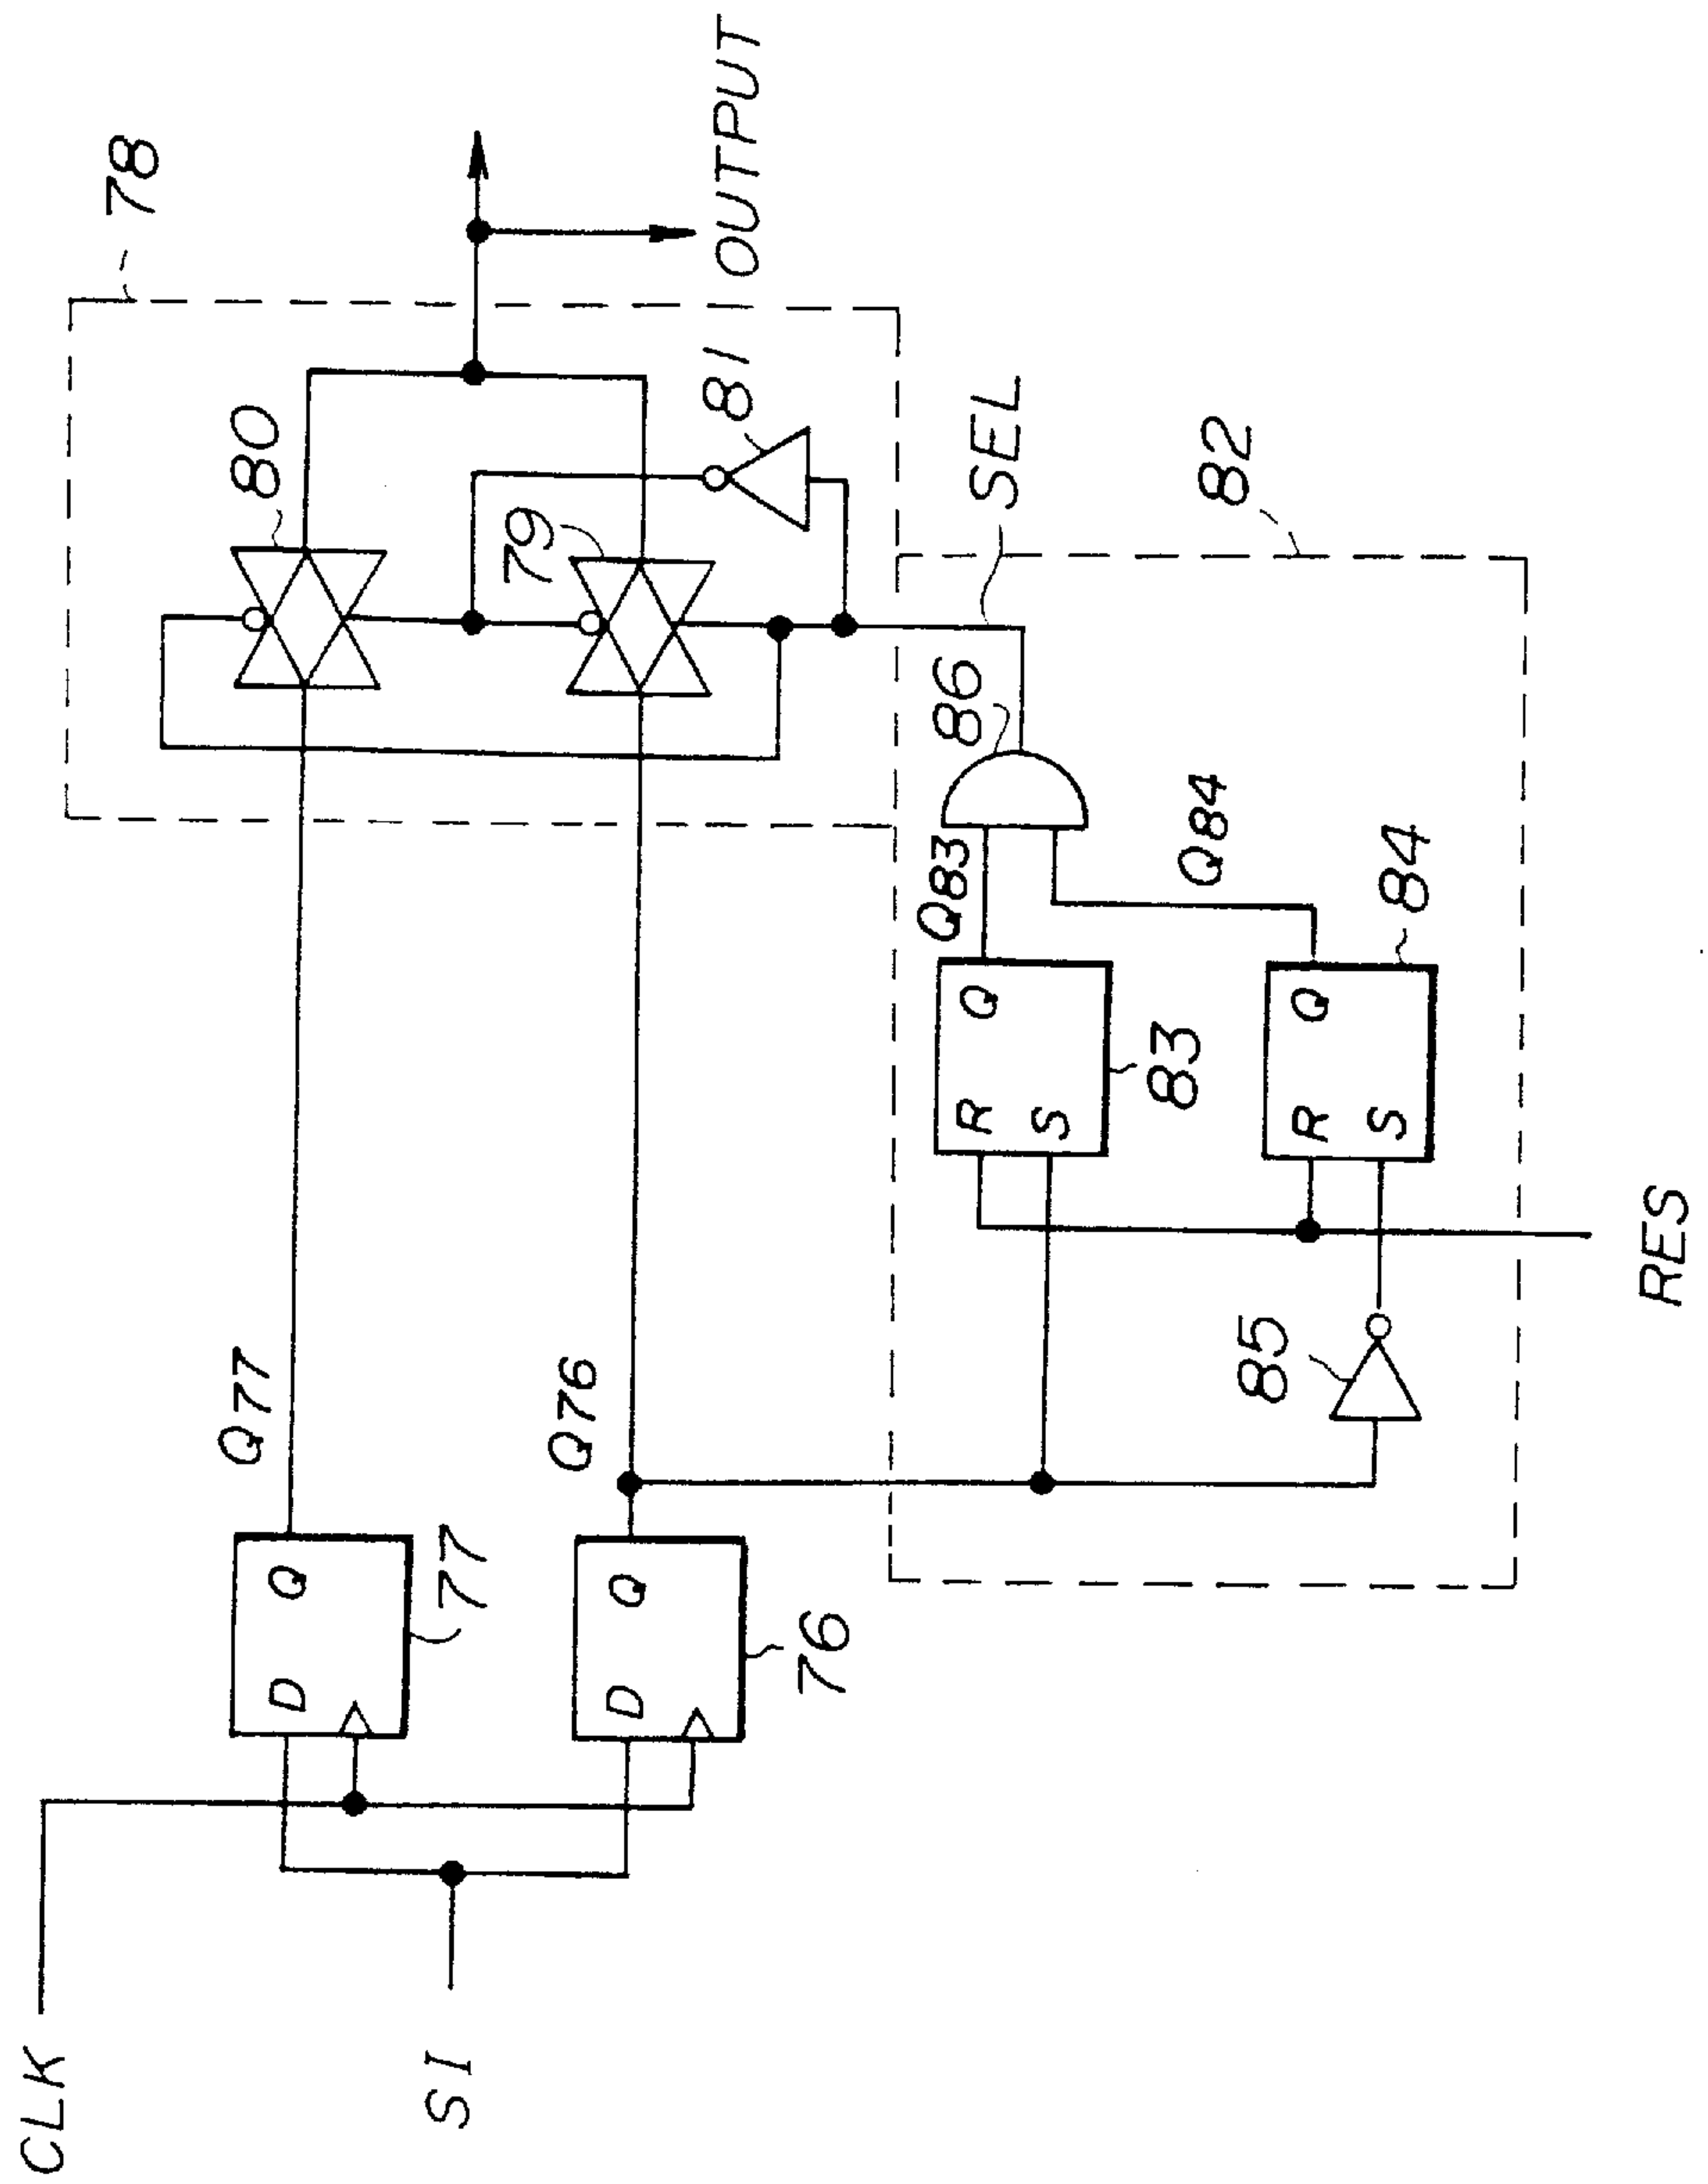 CLK
SI
D
Q
77
Q77
D
Q
76
Q76
80
79
81
78
OUTPUT
SEL
82
R
Q
S
83
Q83
86
R
Q
S
84
Q84
85
RES